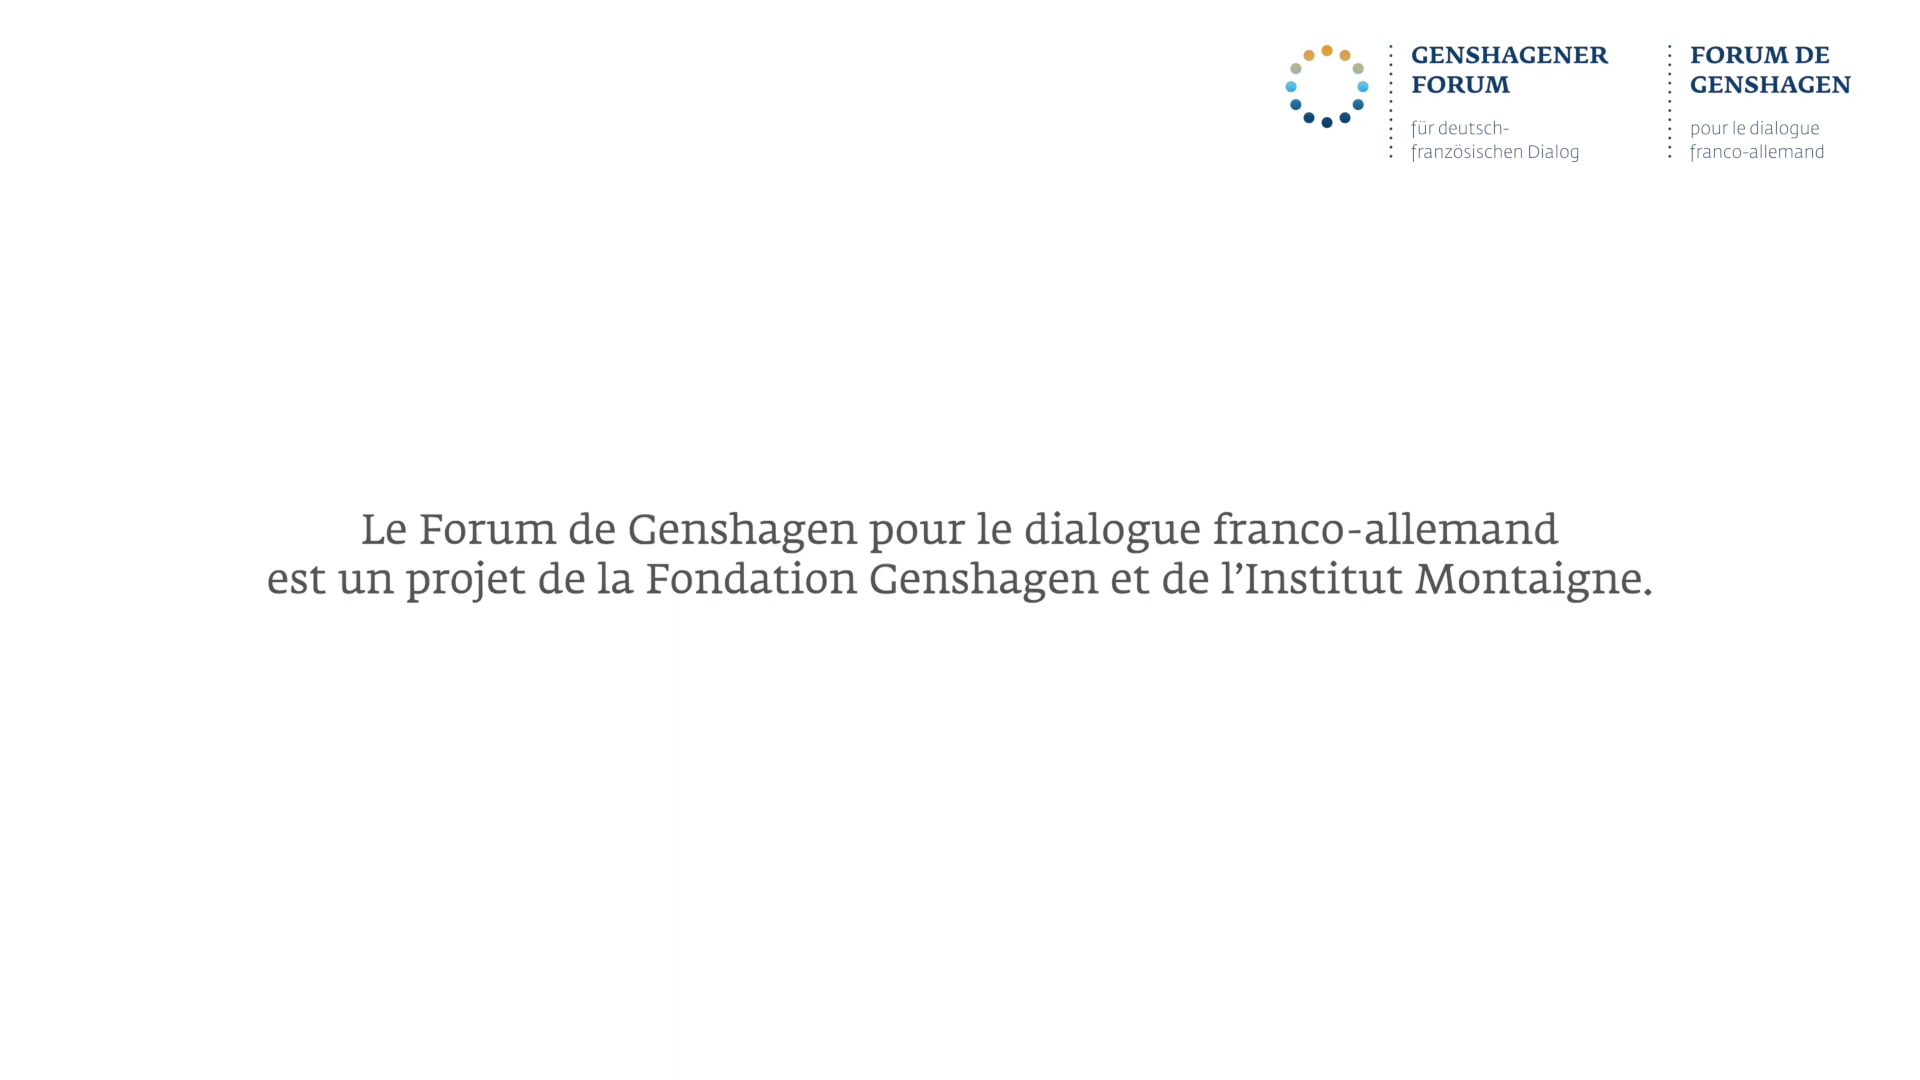 GENSHAGENER
FORUM
für deutsch-
französischen Dialog
FORUM DE
GENSHAGEN
pour le dialogue
franco-allemand
Le Forum de Genshagen pour le dialogue franco-allemand
est un projet de la Fondation Genshagen et de l’Institut Montaigne.